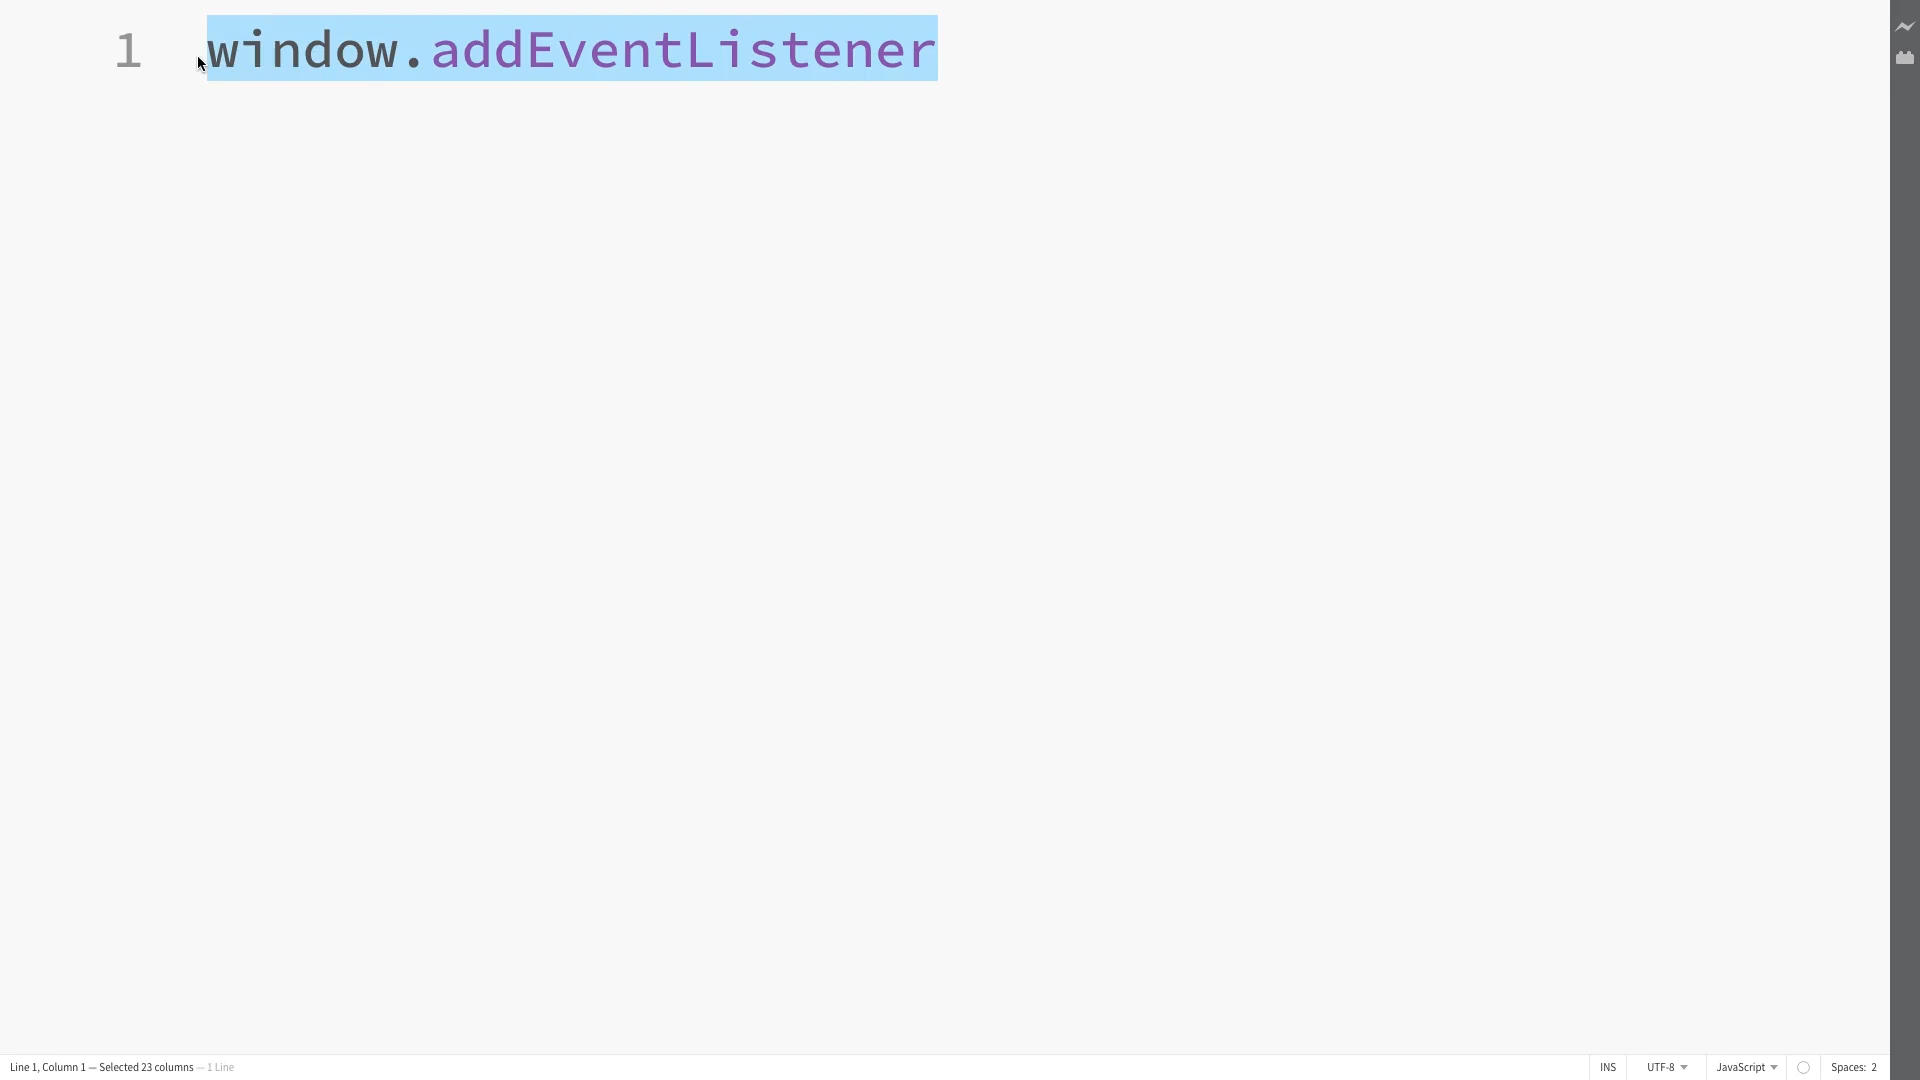 1 window.addEventListener
Line 1, Column 1 — Selected 23 columns — 1 Line INS UTF-8 JavaScript Spaces: 2